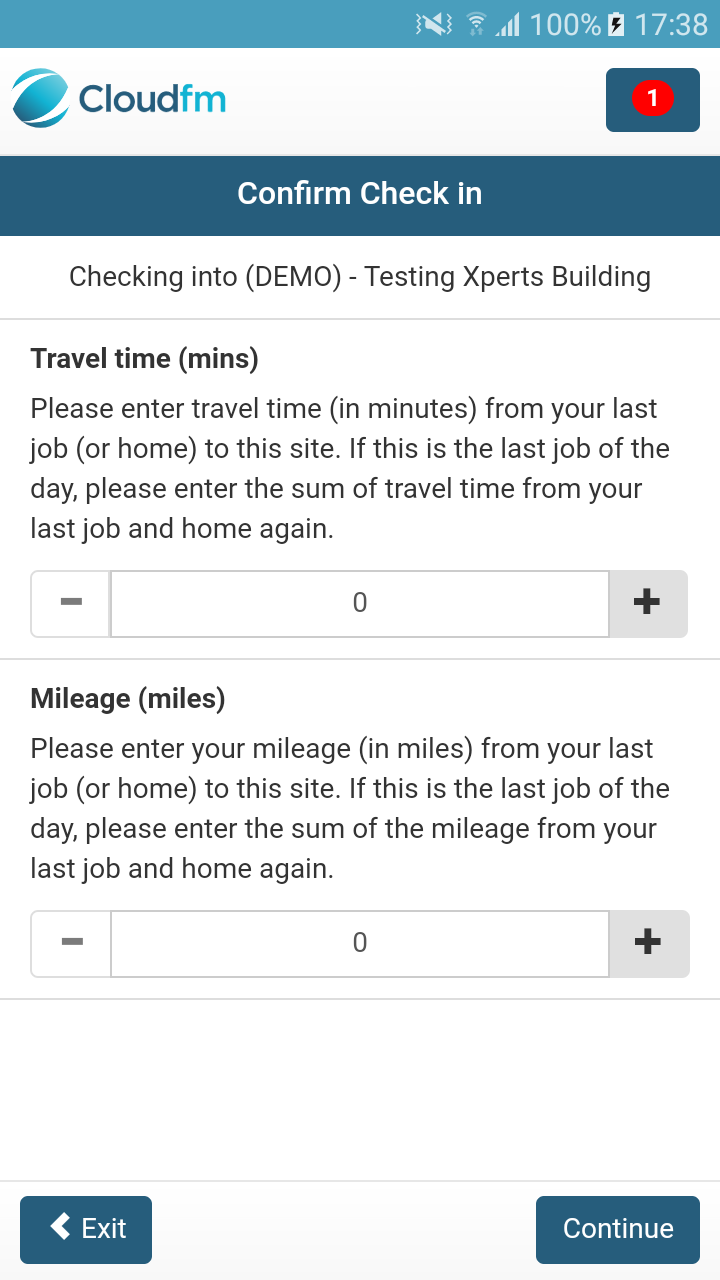 100% 17:38
Cloudfm
1
Confirm Check in
Checking into (DEMO) - Testing Xperts Building
Travel time (mins)
Please enter travel time (in minutes) from your last
job (or home) to this site. If this is the last job of the
day, please enter the sum of travel time from your
last job and home again.
0
Mileage (miles)
Please enter your mileage (in miles) from your last
job (or home) to this site. If this is the last job of the
day, please enter the sum of the mileage from your
last job and home again.
0
Exit
Continue